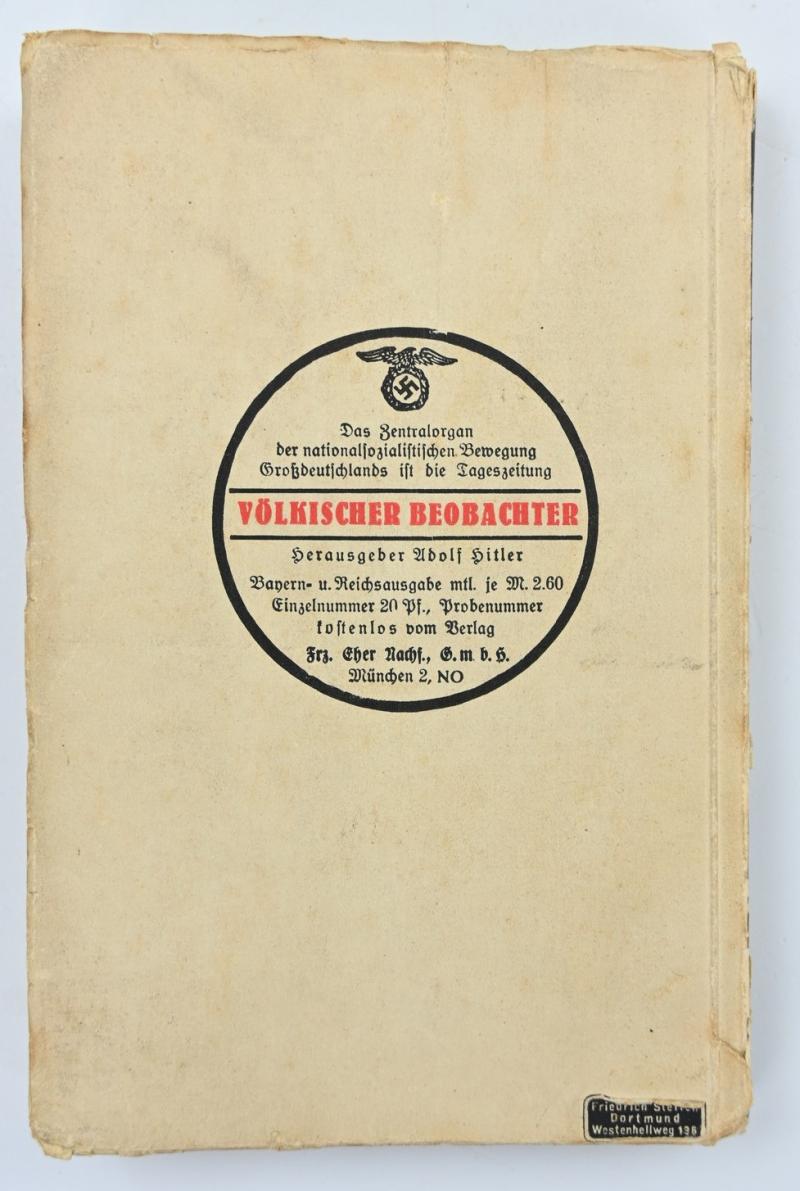 Das Zentralorgan
der nationalsozialistischen Bewegung
Großdeutschlands ist die Tageszeitung
VÖLKISCHER BEOBACHTER
Herausgeber Adolf Hitler
Bayern- u. Reichsausgabe mtl. je M. 2.60
Einzelnummer 20 Pf., Probenummer
kostenlos vom Verlag
Frz. Eher Nachf., G. m. b. H.
München 2, NO
Friedrich
Dortmund
Westenhellweg 136